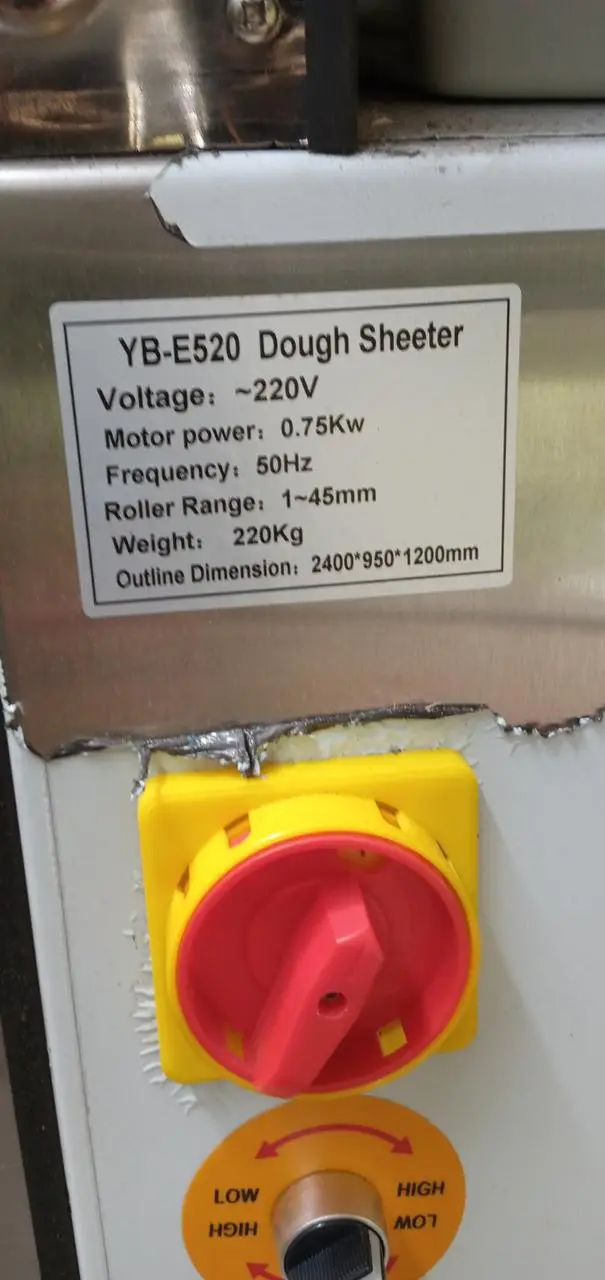 YB-E520 Dough Sheeter
Voltage: ~220V
Motor power: 0.75Kw
Frequency: 50Hz
Roller Range: 1~45mm
Weight: 220Kg
Outline Dimension: 2400*950*1200mm
LOW HIGH
HIGH LOW